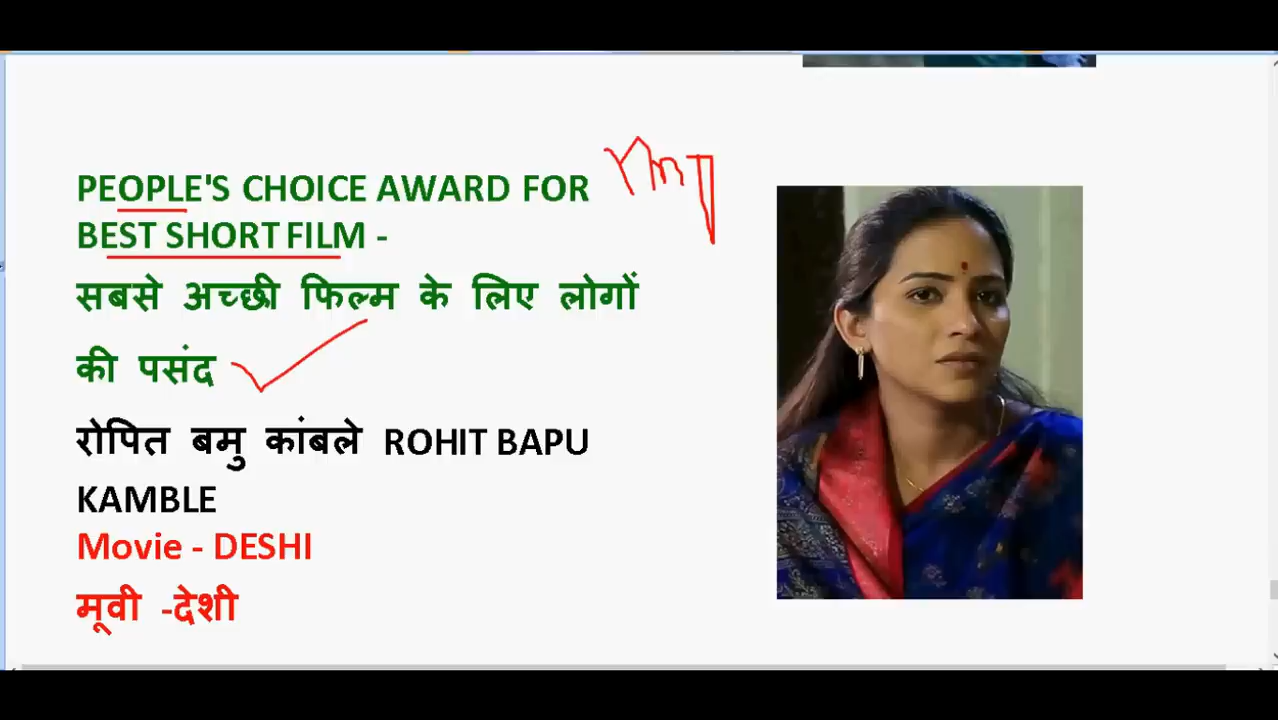 PEOPLE'S CHOICE AWARD FOR
BEST SHORT FILM -
सबसे अच्छी फिल्म के लिए लोगों
की पसंद
रोपित बमु कांबले ROHIT BAPU
KAMBLE
Movie - DESHI
मूवी -देशी